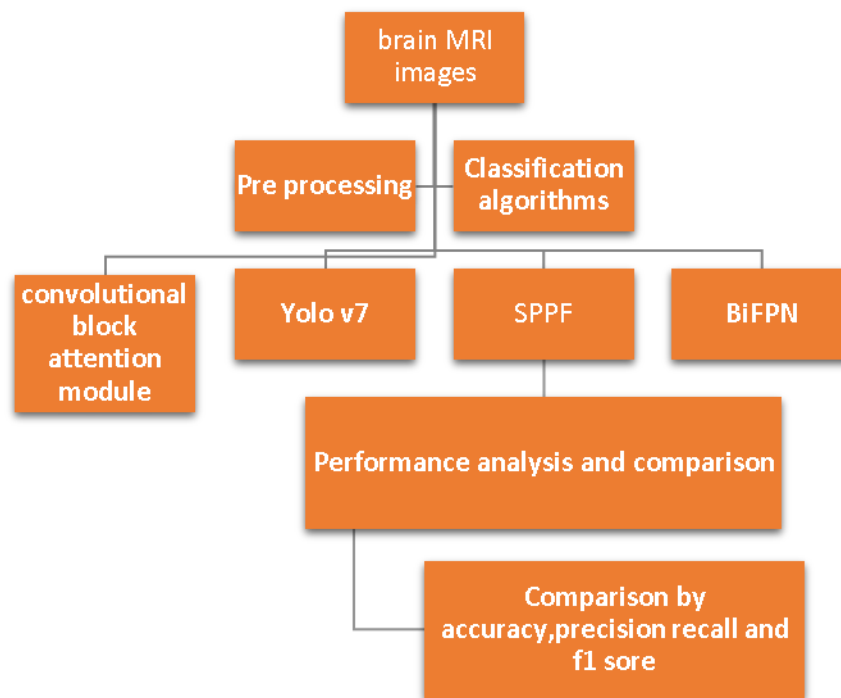 brain MRI
images
Pre processing
Classification
algorithms
convolutional
block
attention
module
Yolo v7
SPPF
BiFPN
Performance analysis and comparison
Comparison by
accuracy,precision recall and
f1 sore